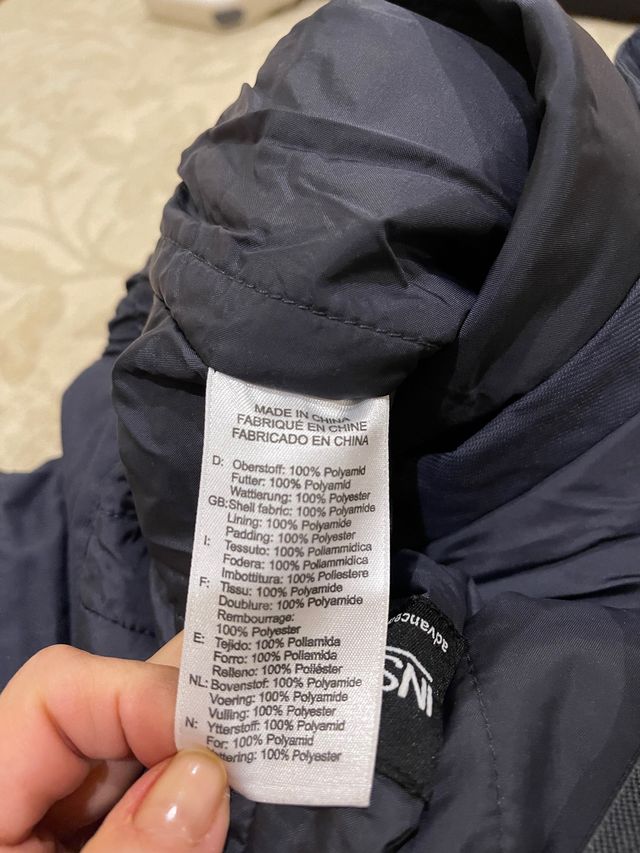 MADE IN CHINA
FABRIQUÉ EN CHINE
FABRICADO EN CHINA
D: Oberstoff: 100% Polyamid
Futter: 100% Polyamid
Wattierung: 100% Polyester
GB:Shell fabric: 100% Polyamide
Lining: 100% Polyamide
Padding: 100% Polyester
I: Tessuto: 100% Poliammidica
Fodera: 100% Poliammidica
Imbottitura: 100% Poliestere
F: Tissu: 100% Polyamide
Doublure: 100% Polyamide
Rembourrage:
100% Polyester
E: Tejido: 100% Poliamida
Forro: 100% Poliamida
Relleno: 100% Poliéster
NL: Bovenstof: 100% Polyamide
Voering: 100% Polyamide
Vulling: 100% Polyester
N: Ytterstoff: 100% Polyamid
For: 100% Polyamid
100% Polyester